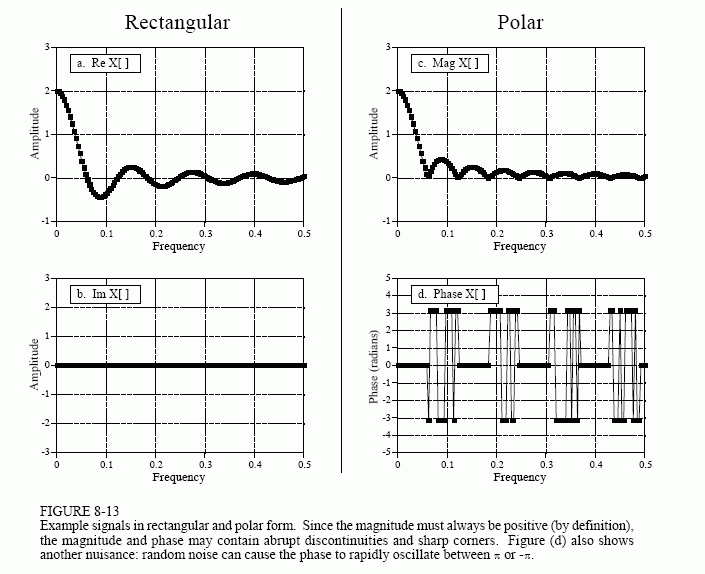 Rectangular
Polar
3
2
1
0
-1
Amplitude
a. Re X[ ]
0
0.1
0.2
0.3
0.4
0.5
Frequency
3
2
1
0
-1
Amplitude
c. Mag X[ ]
0
0.1
0.2
0.3
0.4
0.5
Frequency
3
2
1
0
-1
-2
-3
Amplitude
b. Im X[ ]
0
0.1
0.2
0.3
0.4
0.5
Frequency
5
4
3
2
1
0
-1
-2
-3
-4
-5
Phase (radians)
d. Phase X[ ]
0
0.1
0.2
0.3
0.4
0.5
Frequency
FIGURE 8-13
Example signals in rectangular and polar form. Since the magnitude must always be positive (by definition),
the magnitude and phase may contain abrupt discontinuities and sharp corners. Figure (d) also shows
another nuisance: random noise can cause the phase to rapidly oscillate between π or -π.